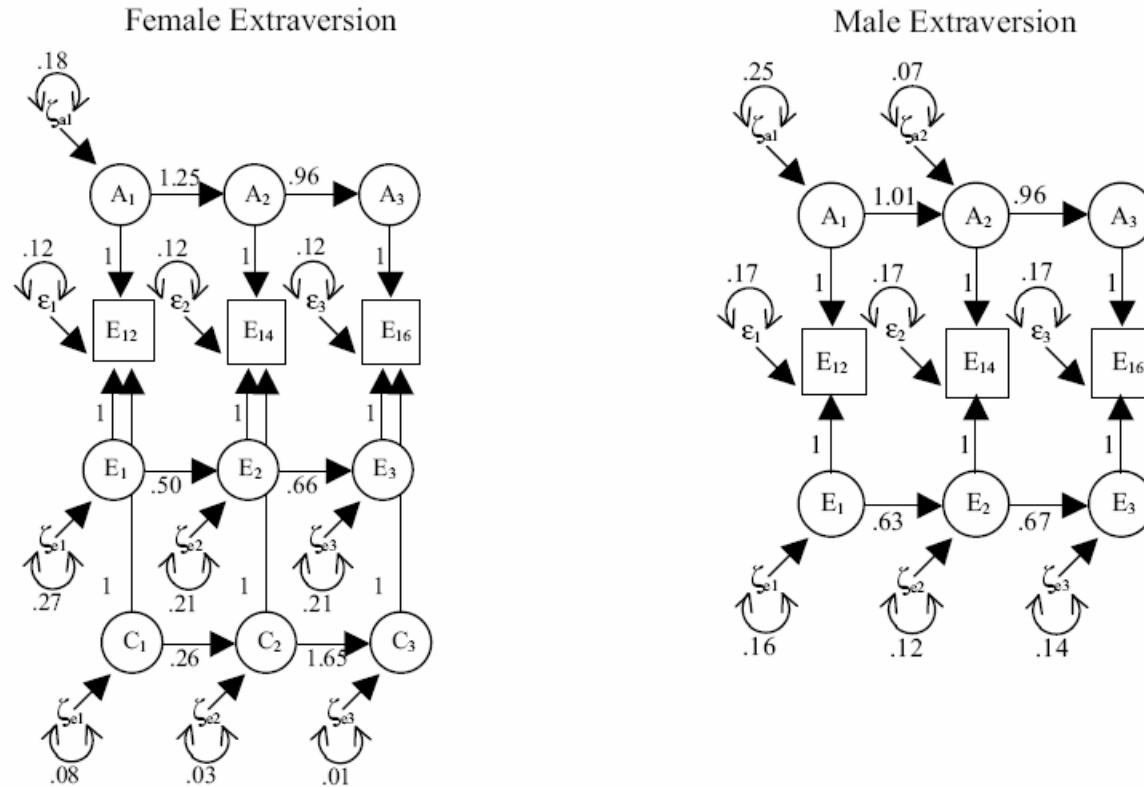 Female Extraversion
.18
ζa1
A1 1.25 A2 .96 A3
1 1 1
.12 .12 .12
ε1 ε2 ε3
E12 E14 E16
1 1 1
E1 .50 E2 .66 E3
ζe1 ζe2 ζe3
.27 .21 .21
1 1 1
C1 .26 C2 1.65 C3
ζe1 ζe2 ζe3
.08 .03 .01
Male Extraversion
.25 .07
ζa1 ζa2
A1 1.01 A2 .96 A3
1 1 1
.17 .17 .17
ε1 ε2 ε3
E12 E14 E16
1 1 1
E1 .63 E2 .67 E3
ζe1 ζe2 ζe3
.16 .12 .14